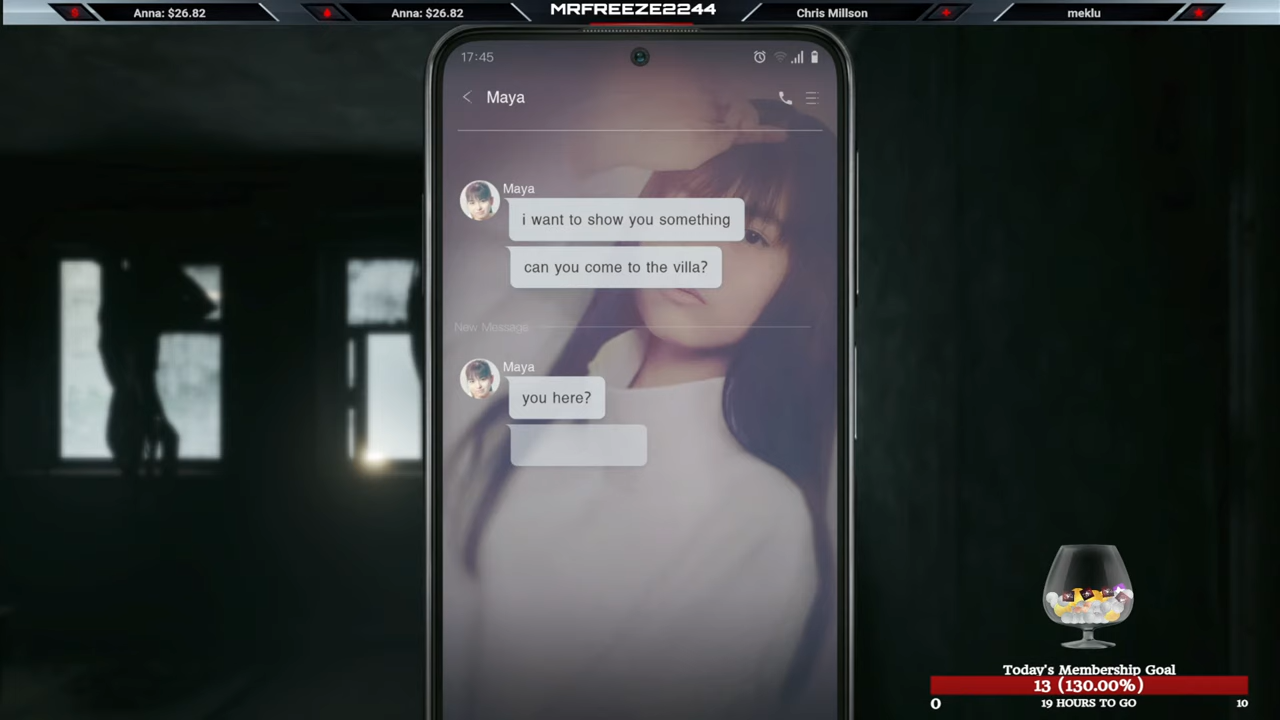 Anna: $26.82
Anna: $26.82
MRFREEZE2244
Chris Millson
meklu
17:45
Maya
Maya
i want to show you something
can you come to the villa?
New Message
Maya
you here?
Today's Membership Goal
13 (130.00%)
0
19 HOURS TO GO
10